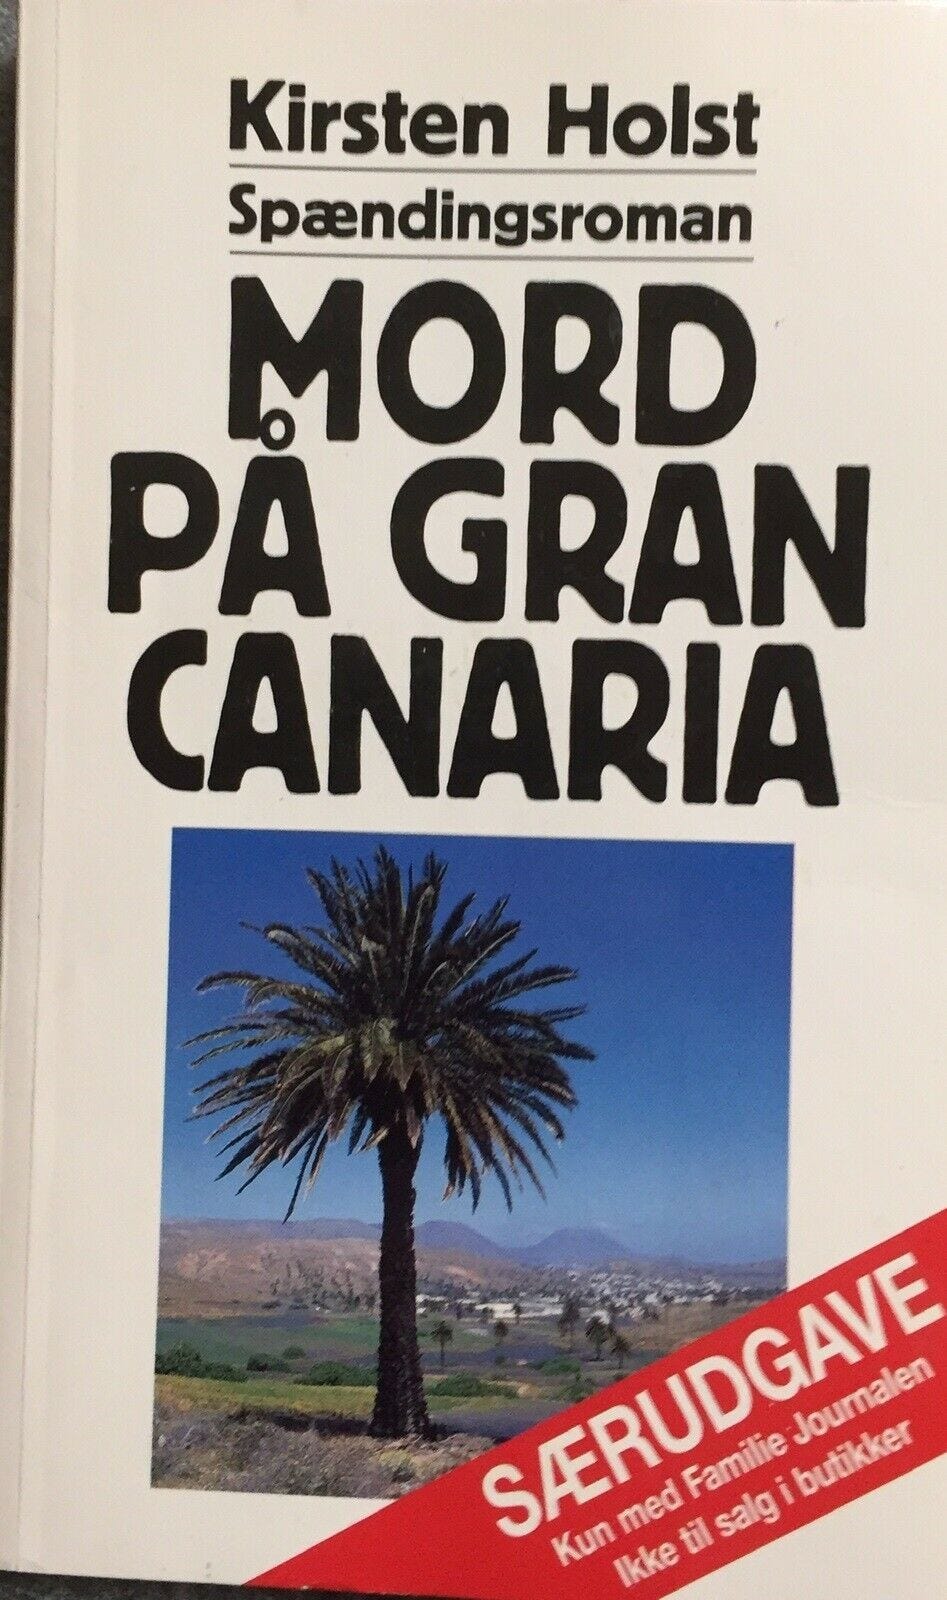 Kirsten Holst
Spændingsroman
MORD
PÅ GRAN
CANARIA
SÆRUDGAVE
Kun med Familie Journalen
Ikke til salg i butikker